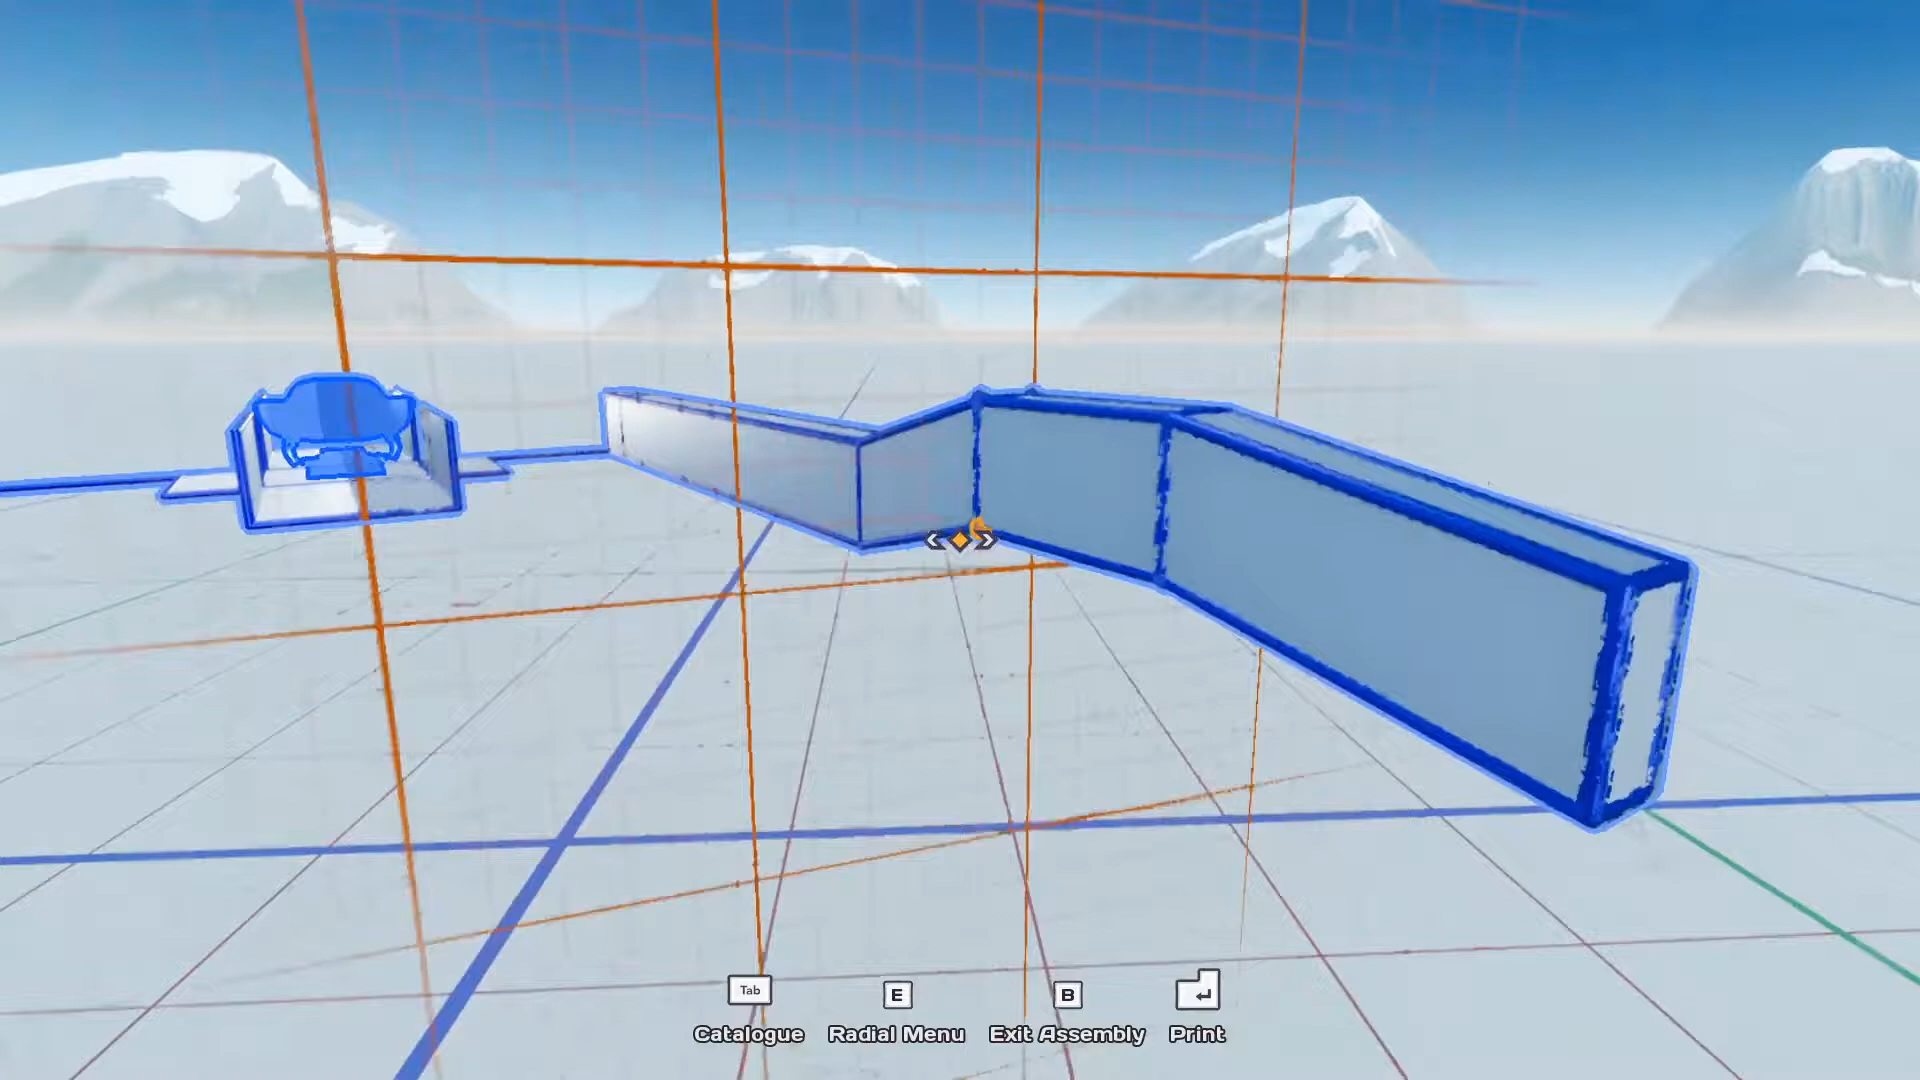 Tab
E
B
Catalogue
Radial Menu
Exit Assembly
Print